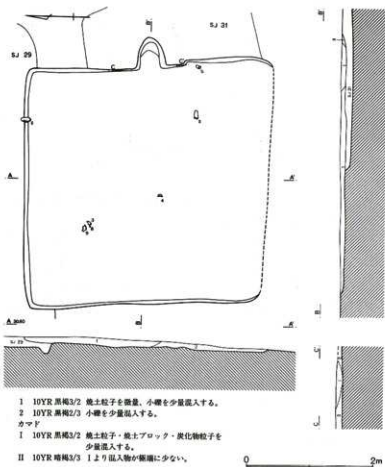 SJ 29
SJ 31
B'
C
C'
A
A'
B
A
A'
SJ 29
1 10YR 黒褐3/2 焼土粒子を微量、小礫を少量混入する。
2 10YR 黒褐2/3 小礫を少量混入する。
カマド
I 10YR 黒褐3/2 焼土粒子・焼土ブロック・炭化物粒子を
少量混入する。
II 10YR 暗褐3/3 Iより混入物が極端に少ない。
0 2m